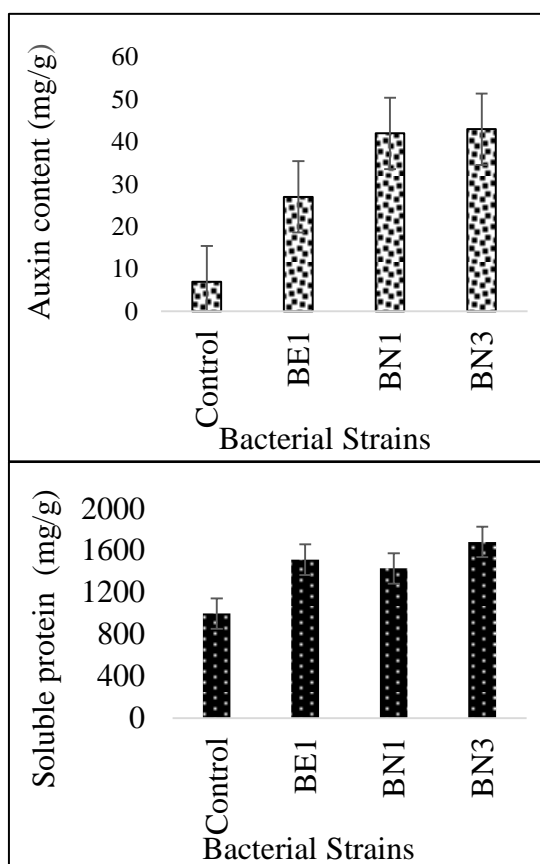 Auxin content (mg/g)
60
50
40
30
20
10
0
Control
BE1
BN1
BN3
Bacterial Strains
Soluble protein (mg/g)
2000
1600
1200
800
400
0
Control
BE1
BN1
BN3
Bacterial Strains